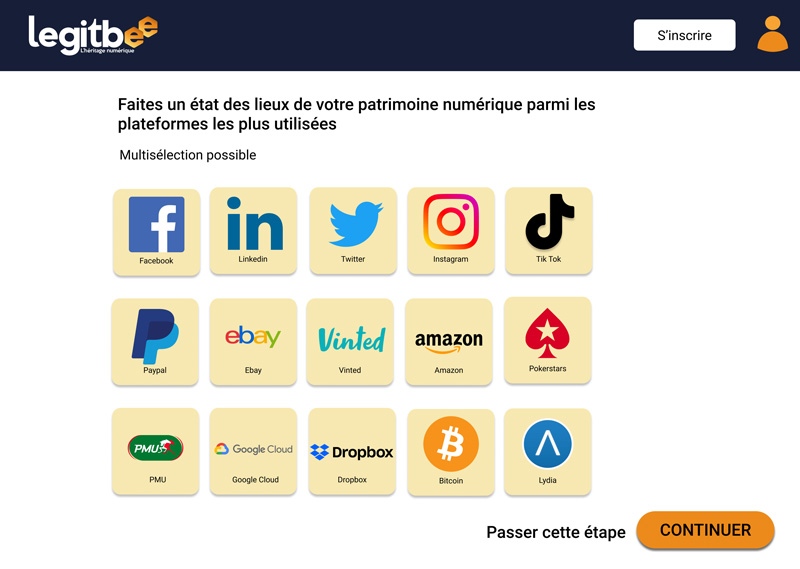 legitbee
L'héritage numérique
S'inscrire
Faites un état des lieux de votre patrimoine numérique parmi les
plateformes les plus utilisées
Multisélection possible
f
in
Facebook
Linkedin
Twitter
Instagram
Tik Tok
ebay
Vinted
amazon
Paypal
Ebay
Vinted
Amazon
Pokerstars
PMU
Google Cloud
Dropbox
PMU
Google Cloud
Dropbox
Bitcoin
Lydia
Passer cette étape
CONTINUER